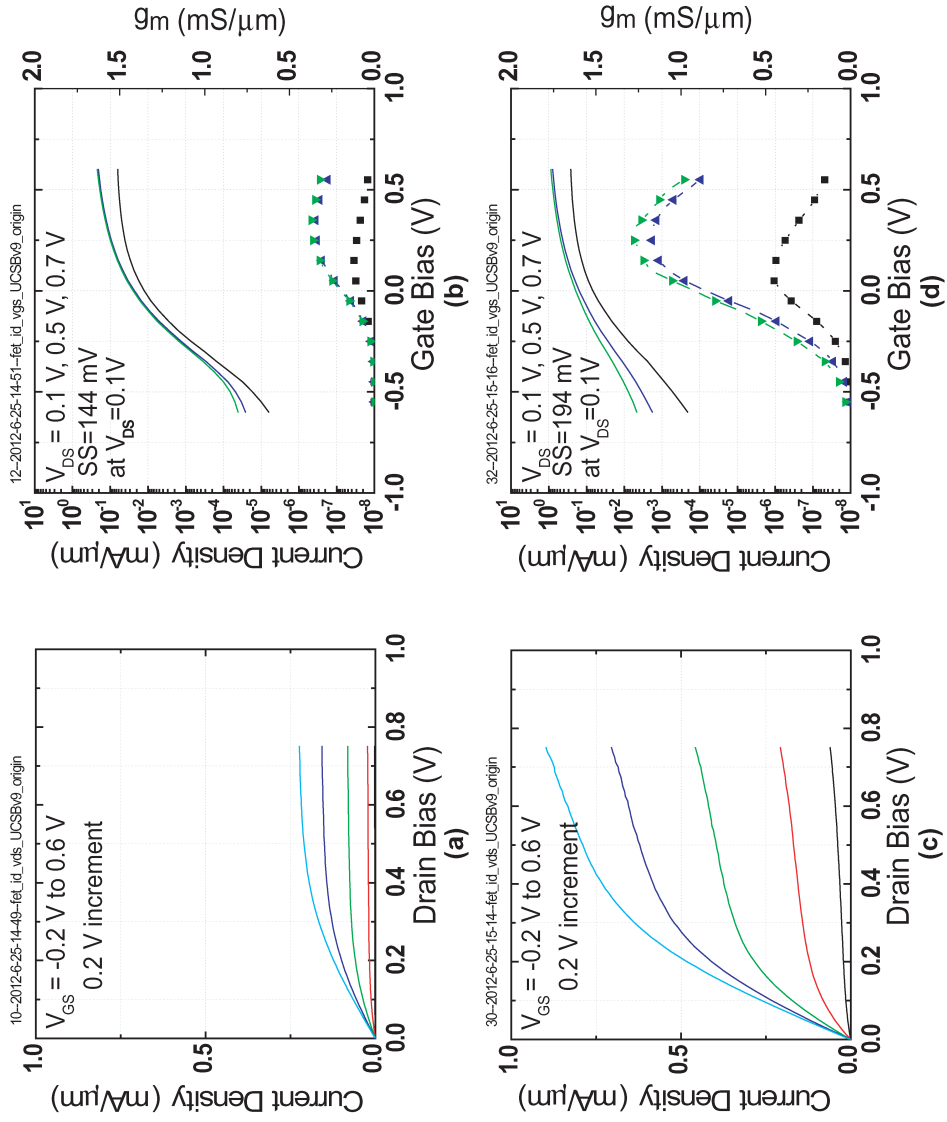 10--2012-6-25-14-49--fet_id_vds_UCSBv9_origin
V_GS = -0.2 V to 0.6 V
0.2 V increment
Current Density (mA/μm)
1.0
0.5
0.0
0.0 0.2 0.4 0.6 0.8 1.0
Drain Bias (V)
(a)
12--2012-6-25-14-51--fet_id_vgs_UCSBv9_origin
V_DS = 0.1 V, 0.5 V, 0.7 V
SS=144 mV
at V_DS=0.1V
Current Density (mA/μm)
10^1
10^0
10^-1
10^-2
10^-3
10^-4
10^-5
10^-6
10^-7
10^-8
-1.0 -0.5 0.0 0.5 1.0
Gate Bias (V)
2.0
1.5
1.0
0.5
0.0
g_m (mS/μm)
(b)
30--2012-6-25-15-14--fet_id_vds_UCSBv9_origin
V_GS = -0.2 V to 0.6 V
0.2 V increment
Current Density (mA/μm)
1.0
0.5
0.0
0.0 0.2 0.4 0.6 0.8 1.0
Drain Bias (V)
(c)
32--2012-6-25-15-16--fet_id_vgs_UCSBv9_origin
V_DS = 0.1 V, 0.5 V, 0.7 V
SS=194 mV
at V_DS=0.1V
Current Density (mA/μm)
10^1
10^0
10^-1
10^-2
10^-3
10^-4
10^-5
10^-6
10^-7
10^-8
-1.0 -0.5 0.0 0.5 1.0
Gate Bias (V)
2.0
1.5
1.0
0.5
0.0
g_m (mS/μm)
(d)